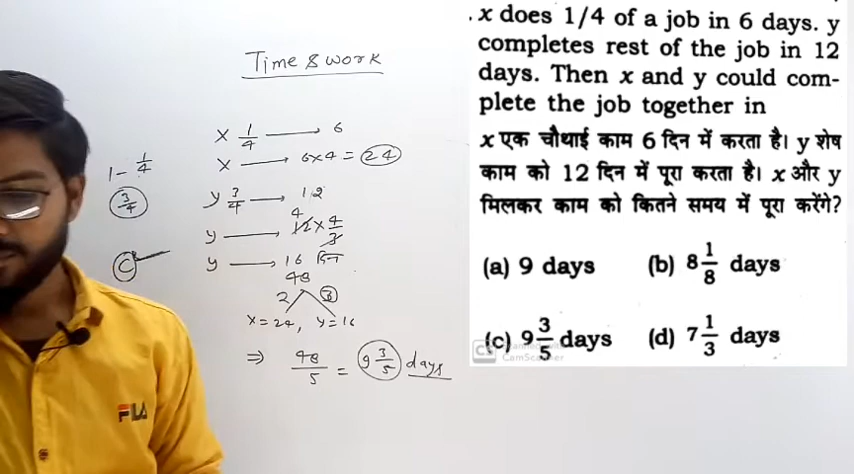 Time & work
x 1/4 → 6
x → 6x4 = 24
1 - 1/4
3/4
y 3/4 → 12
4
y → 12 x 4/3
y → 16 दिन
C
48
2 3
x = 24, y = 16
⇒ 48/5 = 9 3/5 days
FILA
. x does 1/4 of a job in 6 days. y
completes rest of the job in 12
days. Then x and y could com-
plete the job together in
x एक चौथाई काम 6 दिन में करता है। y शेष
काम को 12 दिन में पूरा करता है। x और y
मिलकर काम को कितने समय में पूरा करेंगे?
(a) 9 days (b) 8 1/8 days
(c) 9 3/5 days (d) 7 1/3 days
CS
CamScanner